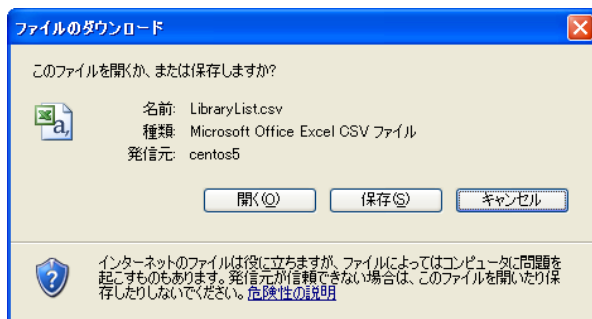 ファイルのダウンロード
このファイルを開くか、または保存しますか?
名前: LibraryList.csv
種類: Microsoft Office Excel CSV ファイル
発信元: centos5
開く(O) 保存(S) キャンセル
インターネットのファイルは役に立ちますが、ファイルによってはコンピュータに問題を
起こすものもあります。発信元が信頼できない場合は、このファイルを開いたり保
存したりしないでください。危険性の説明